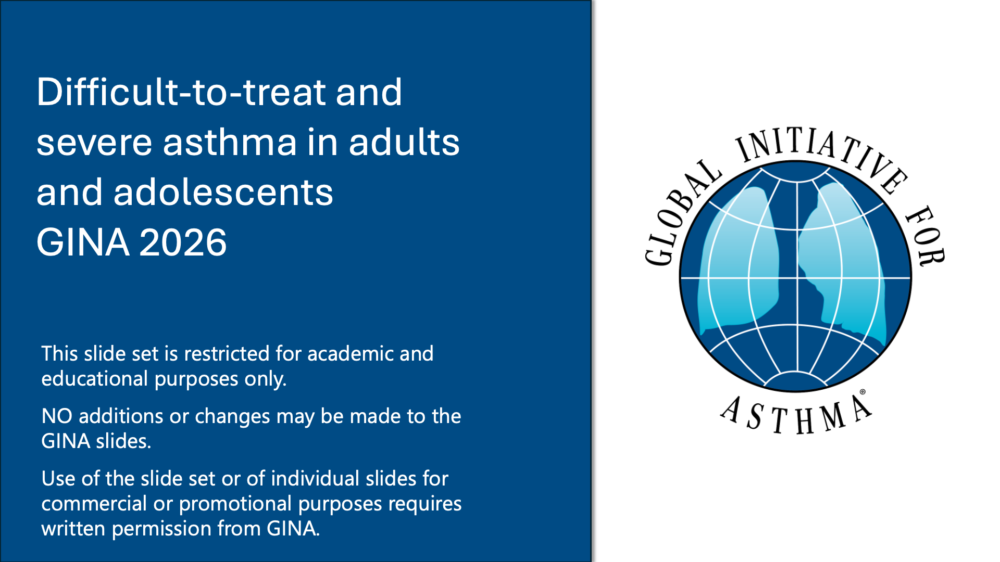 Difficult-to-treat and
severe asthma in adults
and adolescents
GINA 2026
This slide set is restricted for academic and
educational purposes only.
NO additions or changes may be made to the
GINA slides.
Use of the slide set or of individual slides for
commercial or promotional purposes requires
written permission from GINA.
GLOBAL INITIATIVE FOR
ASTHMA®